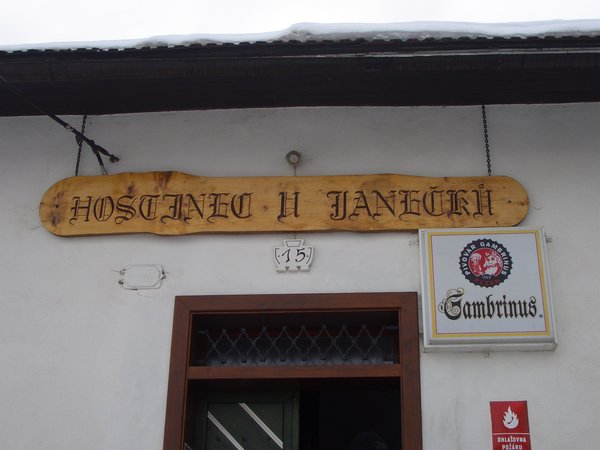 HOSTINEC U JANEČKŮ
15
PIVOVAR GAMBRINUS
Gambrinus
OHLAŠOVNA
POŽÁRU